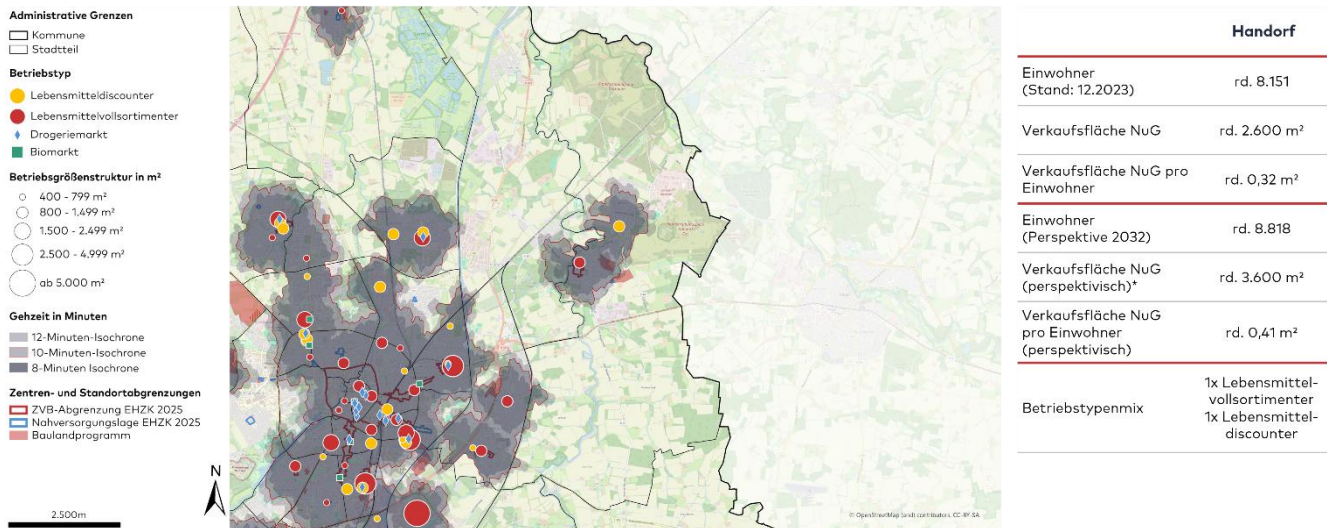 Administrative Grenzen
Kommune
Stadtteil
Betriebstyp
Lebensmitteldiscounter
Lebensmittelvollsortimenter
Drogeriemarkt
Biomarkt
Betriebsgrößenstruktur in m²
400 - 799 m²
800 - 1.499 m²
1.500 - 2.499 m²
2.500 - 4.999 m²
ab 5.000 m²
Gehzeit in Minuten
12-Minuten-Isochrone
10-Minuten-Isochrone
8-Minuten Isochrone
Zentren- und Standortabgrenzungen
ZVB-Abgrenzung EHZK 2025
Nahversorgungslage EHZK 2025
Baulandprogramm
N
2.500m
© OpenStreetMap (and) contributors, CC-BY-SA
Handorf
Einwohner
(Stand: 12.2023)
rd. 8.151
Verkaufsfläche NuG
rd. 2.600 m²
Verkaufsfläche NuG pro
Einwohner
rd. 0,32 m²
Einwohner
(Perspektive 2032)
rd. 8.818
Verkaufsfläche NuG
(perspektivisch)*
rd. 3.600 m²
Verkaufsfläche NuG
pro Einwohner
(perspektivisch)
rd. 0,41 m²
Betriebstypenmix
1x Lebensmittel-
vollsortimenter
1x Lebensmittel-
discounter